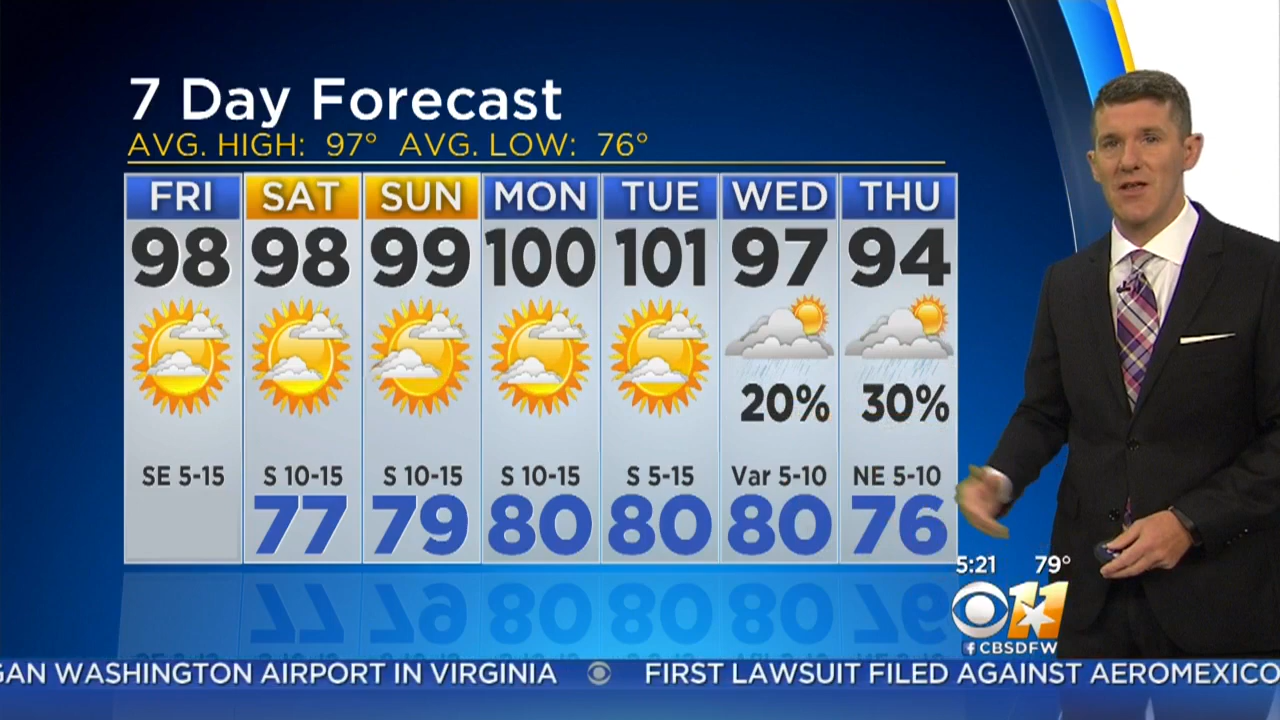 7 Day Forecast
AVG. HIGH: 97° AVG. LOW: 76°
FRI SAT SUN MON TUE WED THU
98 98 99 100 101 97 94
20% 30%
SE 5-15 S 10-15 S 10-15 S 10-15 S 5-15 Var 5-10 NE 5-10
77 79 80 80 80 76
5:21 79°
11
f CBSDFW
GAN WASHINGTON AIRPORT IN VIRGINIA FIRST LAWSUIT FILED AGAINST AEROMEXICO